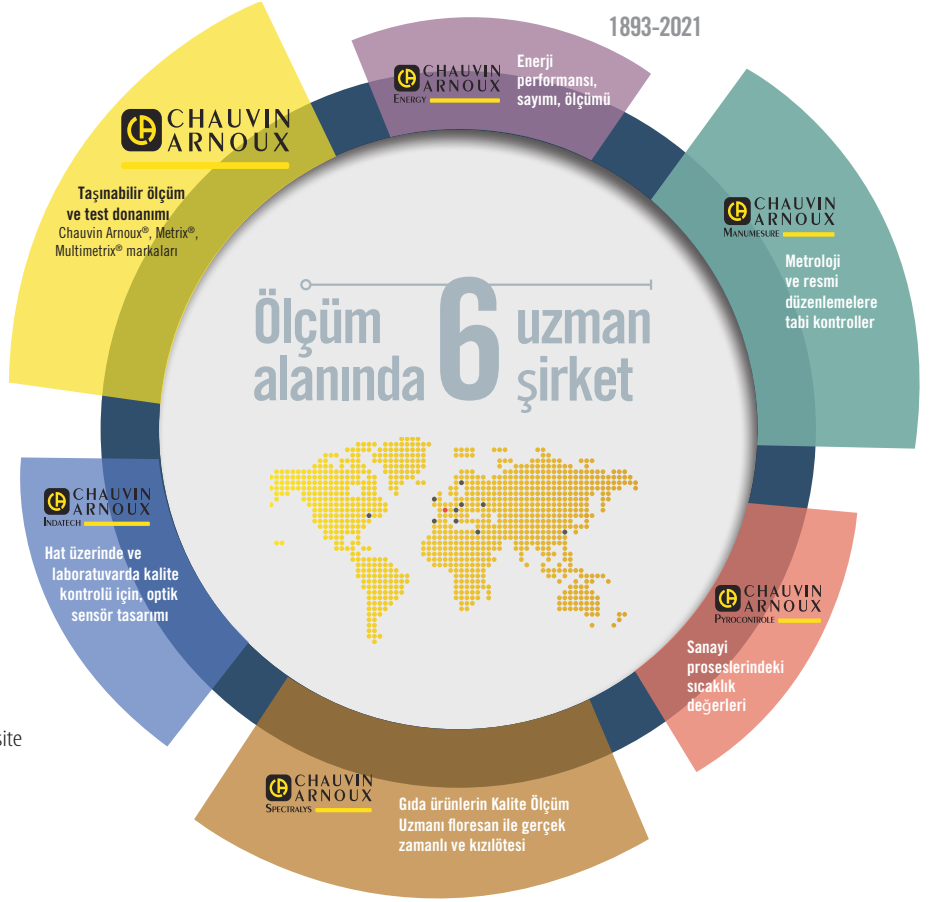 1893-2021
CHAUVIN
ARNOUX
ENERGY
Enerji
performansı,
sayımı, ölçümü
CHAUVIN
ARNOUX
Taşınabilir ölçüm
ve test donanımı
Chauvin Arnoux®, Metrix®,
Multimetrix® markaları
CHAUVIN
ARNOUX
MANUMESURE
Metroloji
ve resmi
düzenlemelere
tabi kontroller
Ölçüm
alanında
6
uzman
şirket
CHAUVIN
ARNOUX
INDATECH
Hat üzerinde ve
laboratuvarda kalite
kontrolü için, optik
sensör tasarımı
CHAUVIN
ARNOUX
PYROCONTROLE
Sanayi
proseslerindeki
sıcaklık
değerleri
site
CHAUVIN
ARNOUX
SPECTRALYS
Gıda ürünlerin Kalite Ölçüm
Uzmanı floresan ile gerçek
zamanlı ve kızılötesi